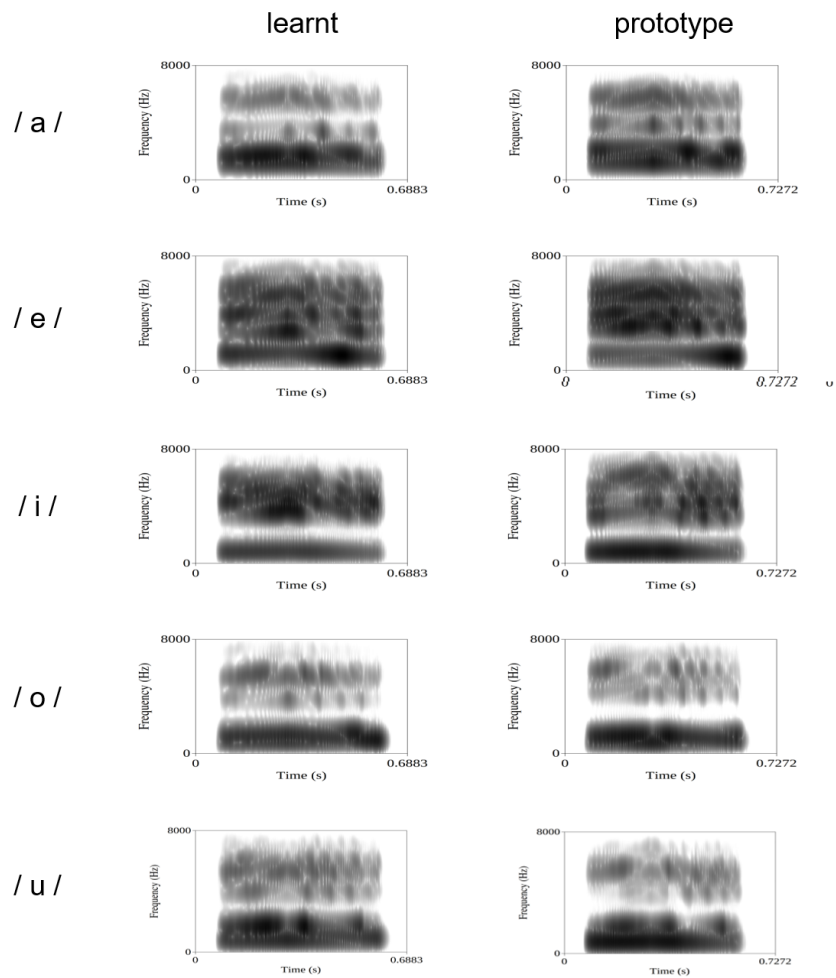 learnt prototype
/ a /
8000
Frequency (Hz)
0
0 0.6883
Time (s)
8000
Frequency (Hz)
0
0 0.7272
Time (s)
/ e /
8000
Frequency (Hz)
0
0 0.6883
Time (s)
8000
Frequency (Hz)
0
0 0.7272
Time (s)
/ i /
8000
Frequency (Hz)
0
0 0.6883
Time (s)
8000
Frequency (Hz)
0
0 0.7272
Time (s)
/ o /
8000
Frequency (Hz)
0
0 0.6883
Time (s)
8000
Frequency (Hz)
0
0 0.7272
Time (s)
/ u /
8000
Frequency (Hz)
0
0 0.6883
Time (s)
8000
Frequency (Hz)
0
0 0.7272
Time (s)